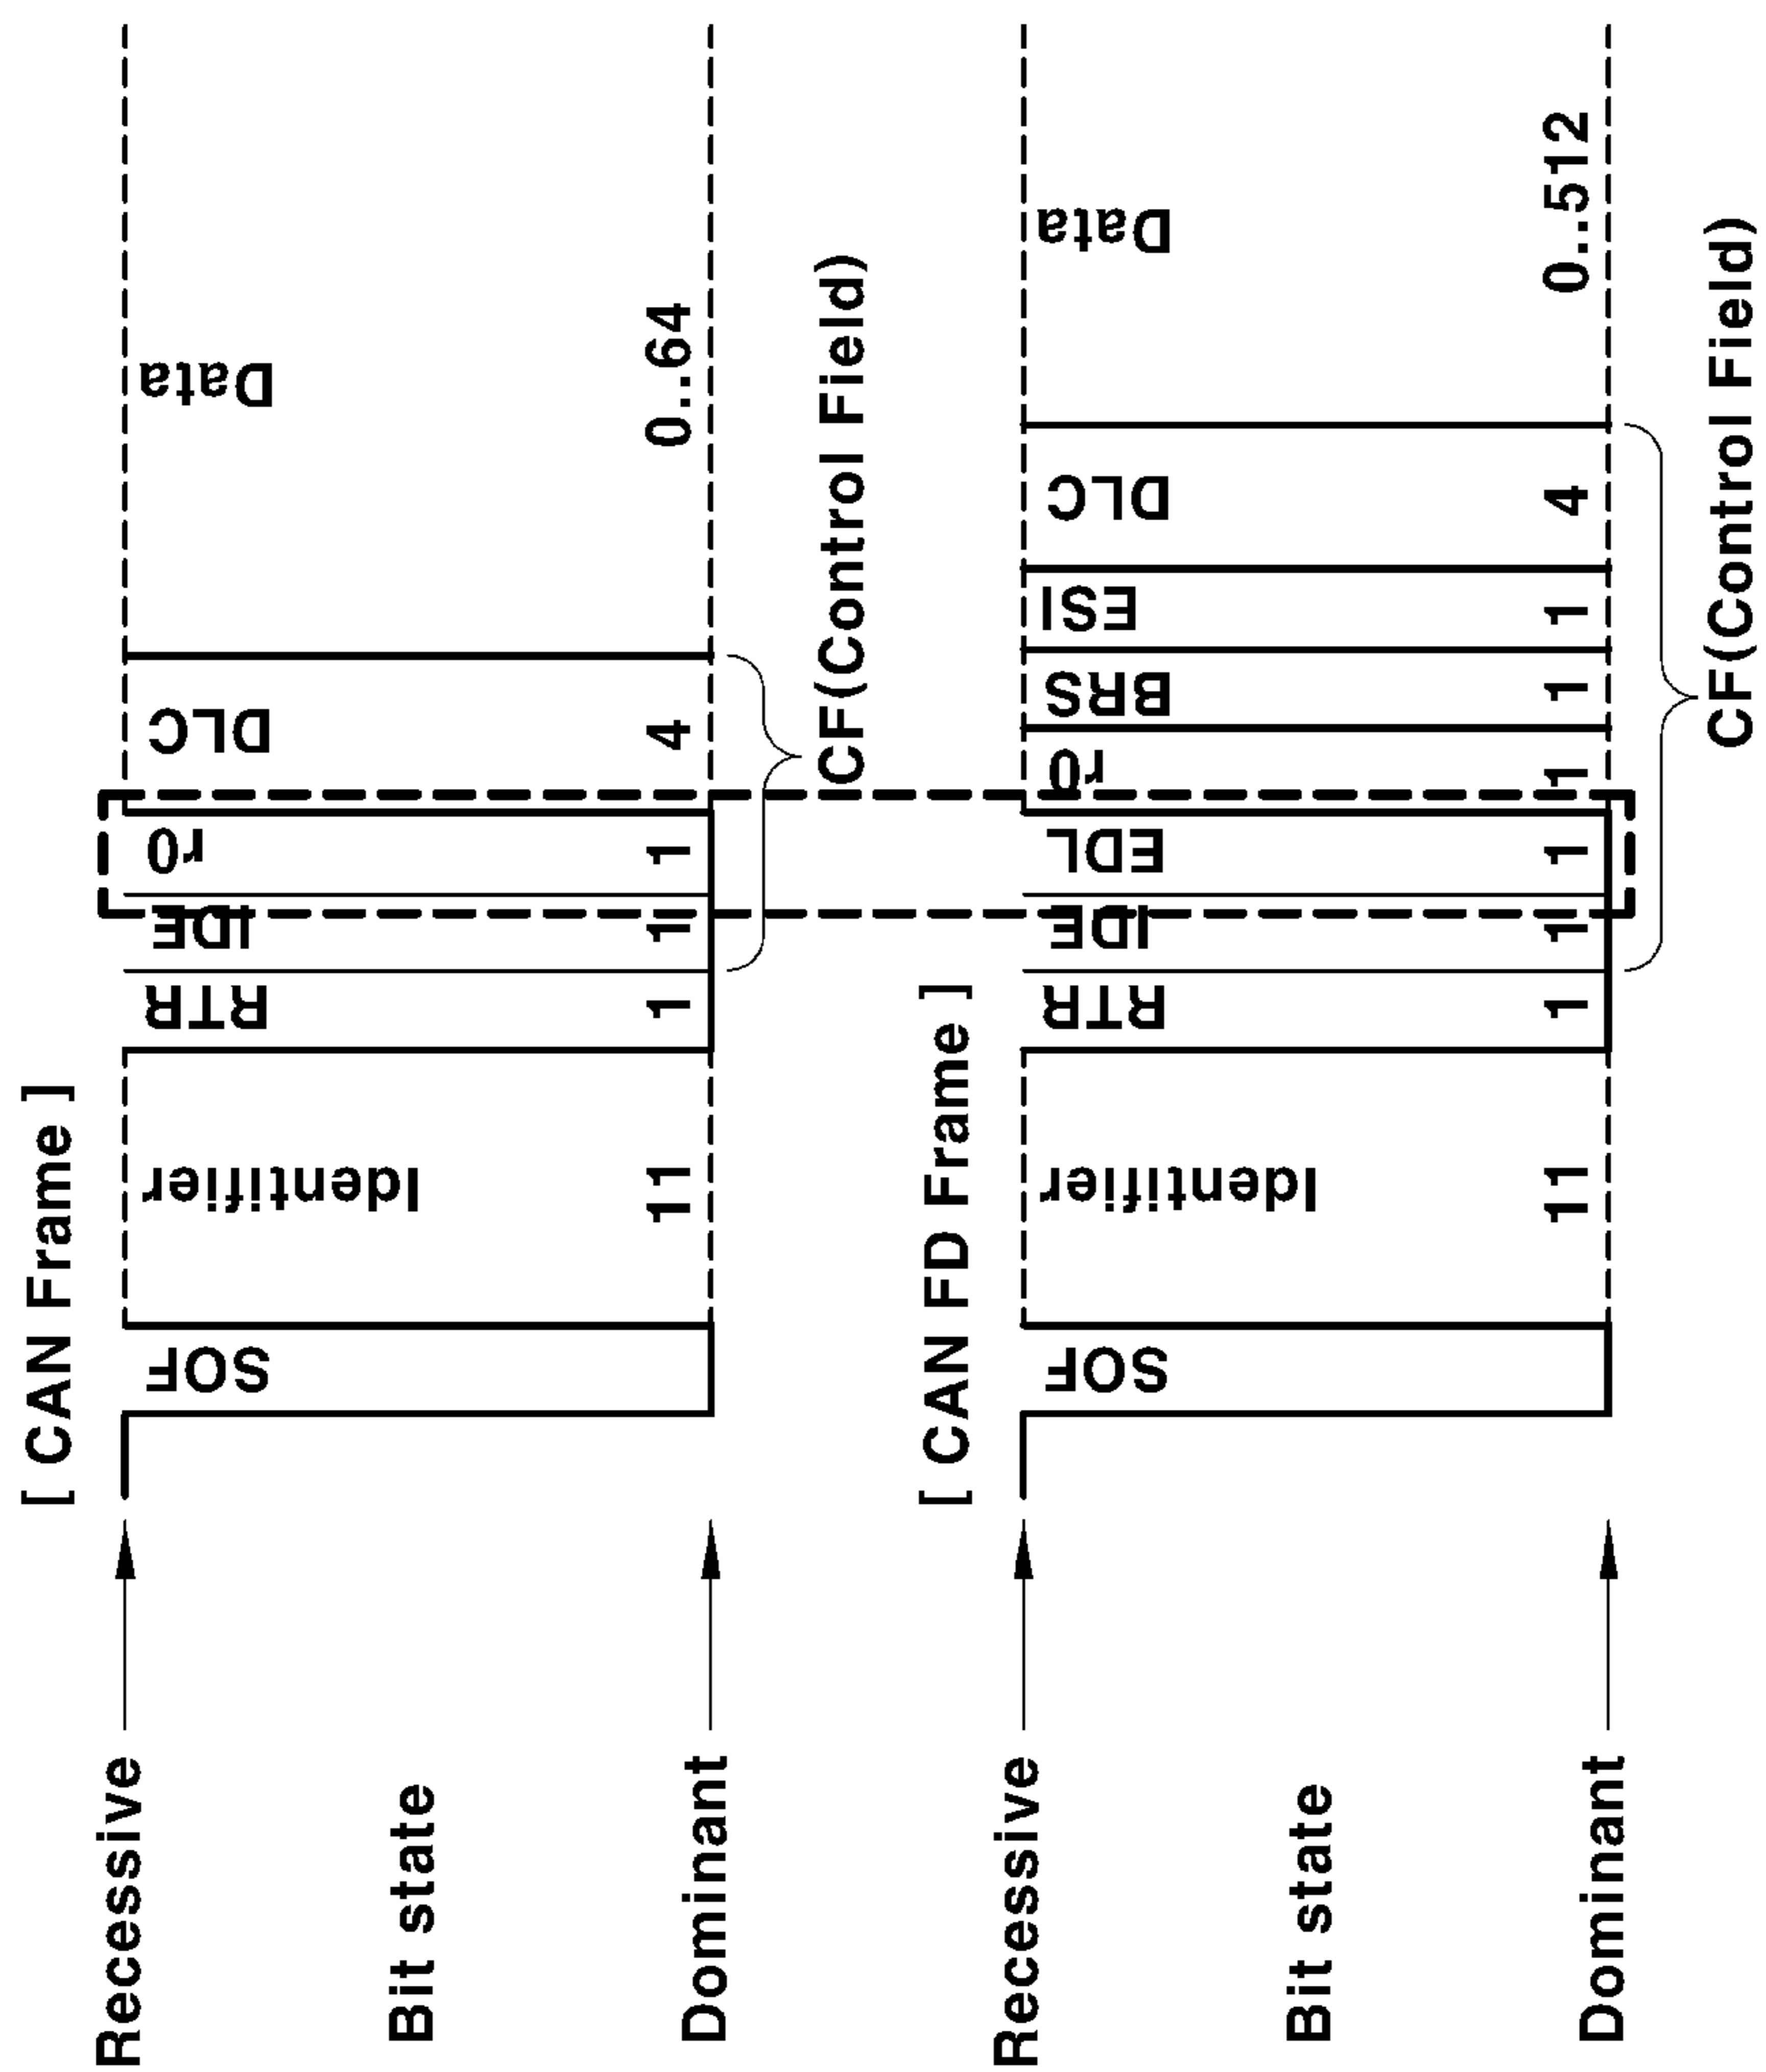 [ CAN Frame ]
Recessive
SOF
Identifier
RTR
IDE
r0
DLC
Data
Bit state
Dominant
11
1
1
1
4
0..64
CF(Control Field)
[ CAN FD Frame ]
Recessive
SOF
Identifier
RTR
IDE
EDL
r0
BRS
ESI
DLC
Data
Bit state
Dominant
11
1
1
1
1
1
1
4
0..512
CF(Control Field)